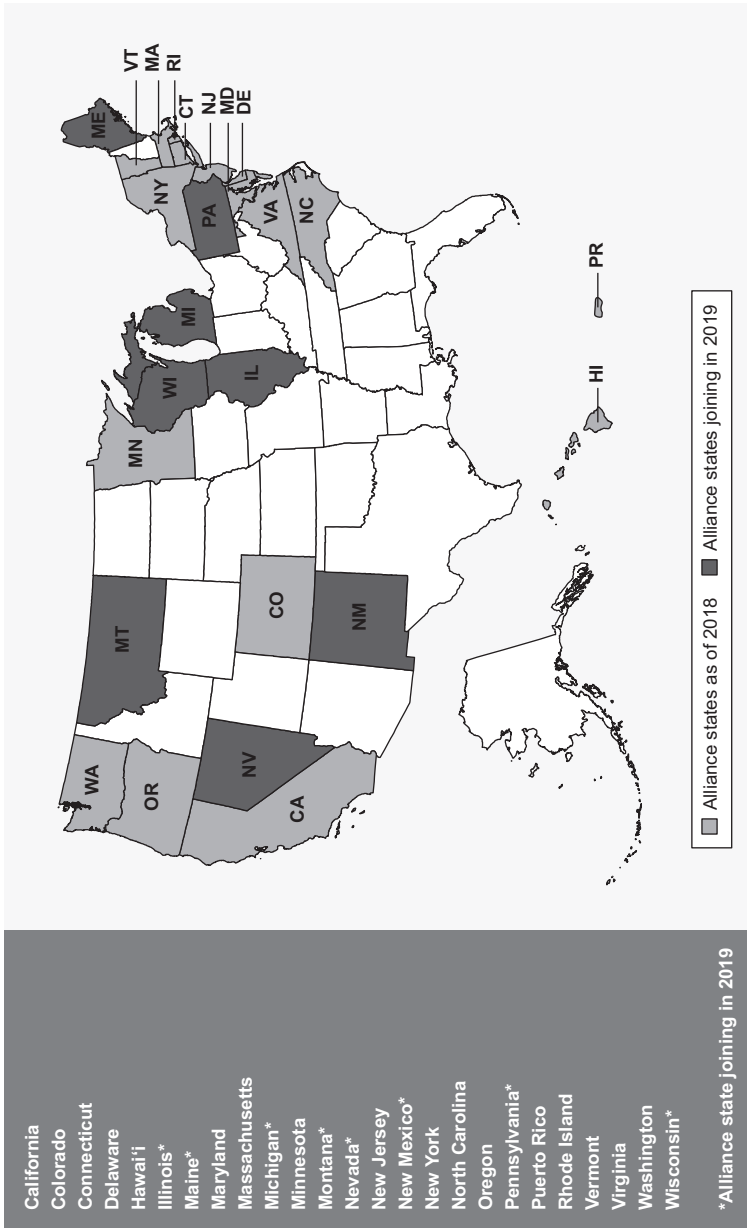 California
Colorado
Connecticut
Delaware
Hawai‘i
Illinois*
Maine*
Maryland
Massachusetts
Michigan*
Minnesota
Montana*
Nevada*
New Jersey
New Mexico*
New York
North Carolina
Oregon
Pennsylvania*
Puerto Rico
Rhode Island
Vermont
Virginia
Washington
Wisconsin*
*Alliance state joining in 2019
WA
OR
CA
NV
MT
CO
NM
MN
WI
IL
MI
NY
PA
VA
NC
ME
VT
MA
RI
CT
NJ
MD
DE
HI
PR
Alliance states as of 2018
Alliance states joining in 2019